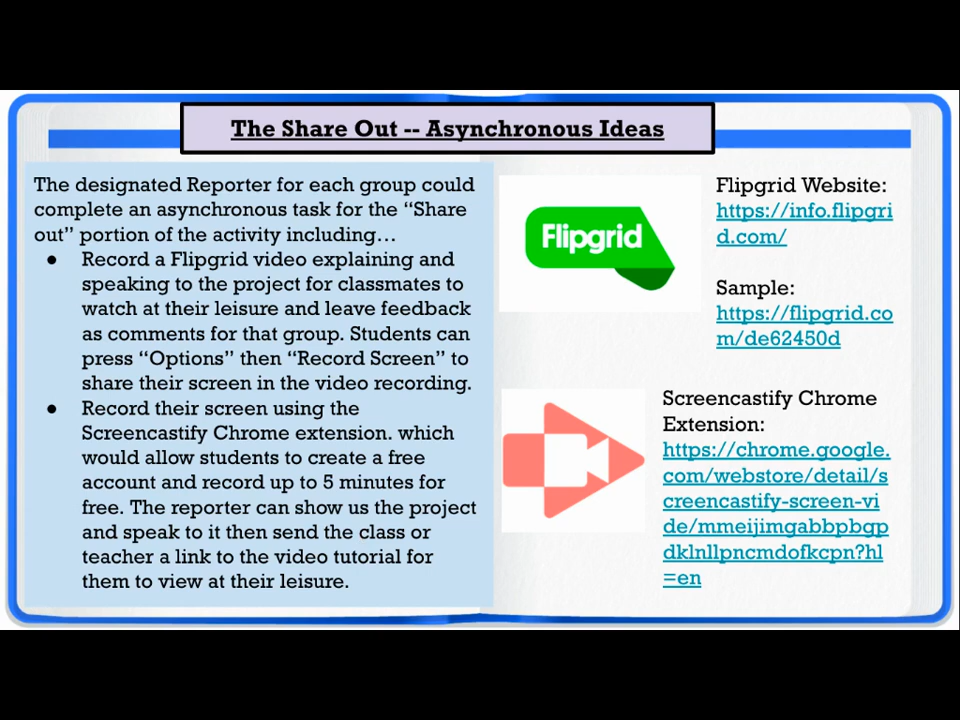 The Share Out -- Asynchronous Ideas
The designated Reporter for each group could
complete an asynchronous task for the “Share
out” portion of the activity including…
● Record a Flipgrid video explaining and
speaking to the project for classmates to
watch at their leisure and leave feedback
as comments for that group. Students can
press “Options” then “Record Screen” to
share their screen in the video recording.
● Record their screen using the
Screencastify Chrome extension. which
would allow students to create a free
account and record up to 5 minutes for
free. The reporter can show us the project
and speak to it then send the class or
teacher a link to the video tutorial for
them to view at their leisure.
Flipgrid
Flipgrid Website:
https://info.flipgri
d.com/
Sample:
https://flipgrid.co
m/de62450d
Screencastify Chrome
Extension:
https://chrome.google.
com/webstore/detail/s
creencastify-screen-vi
de/mmeijimgabbpbgp
dklnllpncmdofkcpn?hl
=en